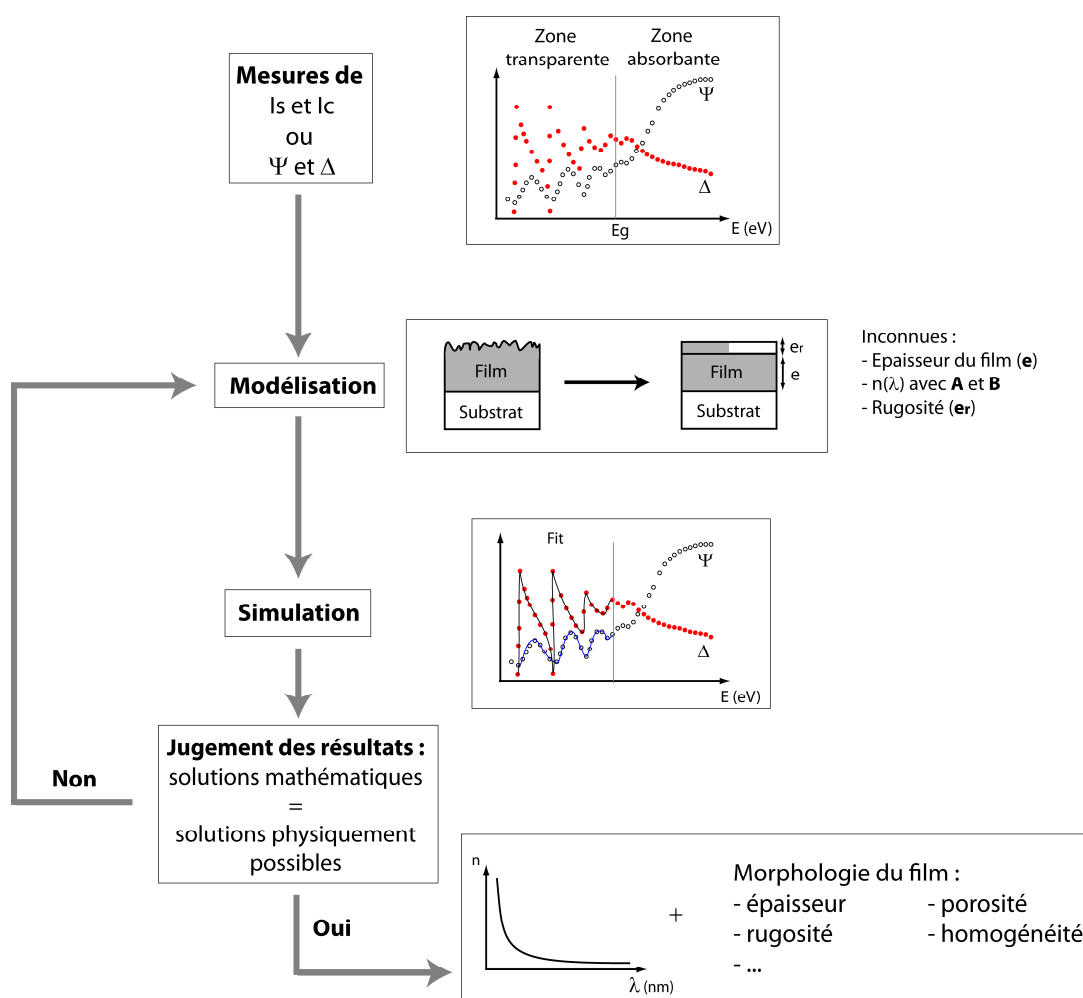 Mesures de
Is et Ic
ou
Ψ et Δ
Zone
transparente
Zone
absorbante
Ψ
Δ
Eg
E (eV)
Modélisation
Film
Substrat
er
Film
e
Substrat
Inconnues :
- Epaisseur du film (e)
- n(λ) avec A et B
- Rugosité (er)
Simulation
Fit
Ψ
Δ
E (eV)
Jugement des résultats :
solutions mathématiques
=
solutions physiquement
possibles
Non
Oui
n
λ (nm)
+
Morphologie du film :
- épaisseur - porosité
- rugosité - homogénéité
- ...